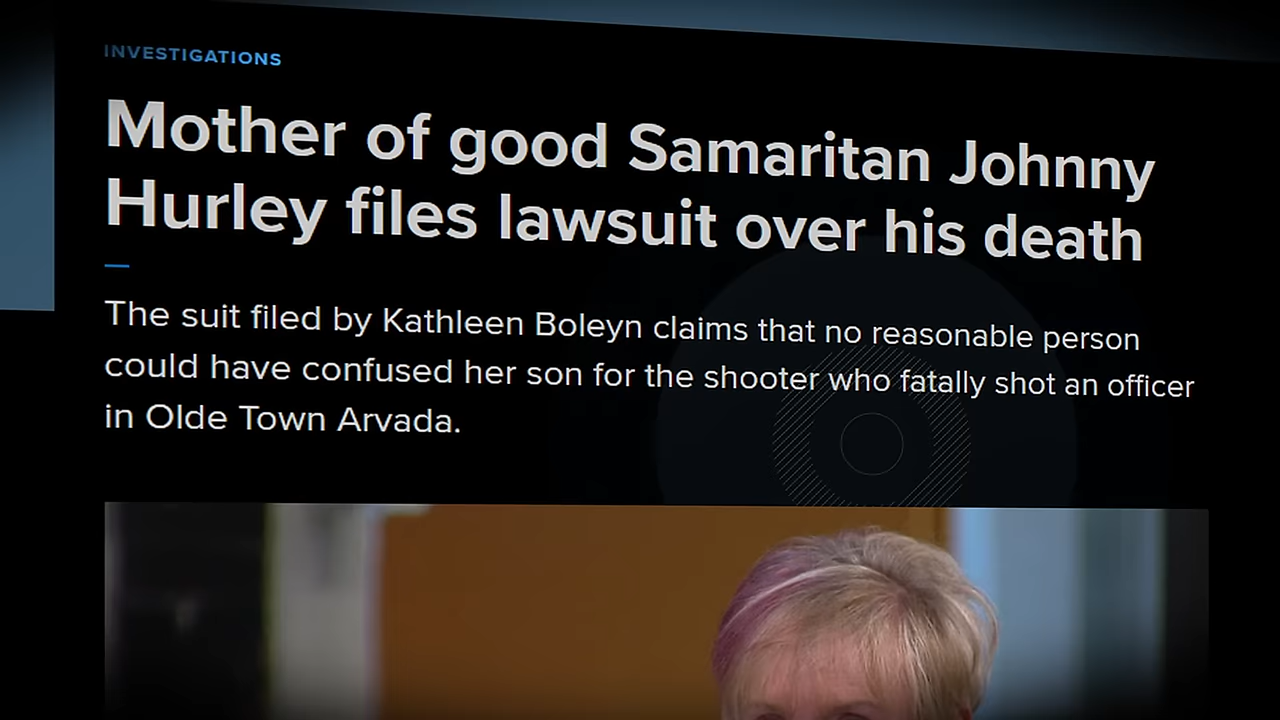 INVESTIGATIONS
Mother of good Samaritan Johnny
Hurley files lawsuit over his death
The suit filed by Kathleen Boleyn claims that no reasonable person
could have confused her son for the shooter who fatally shot an officer
in Olde Town Arvada.